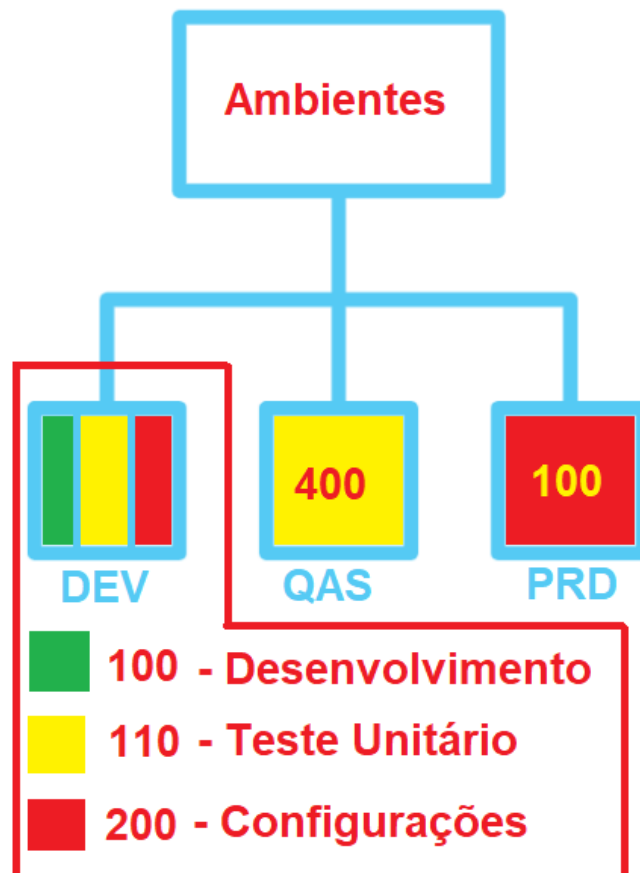 Ambientes
400
100
DEV
QAS
PRD
100 - Desenvolvimento
110 - Teste Unitário
200 - Configurações